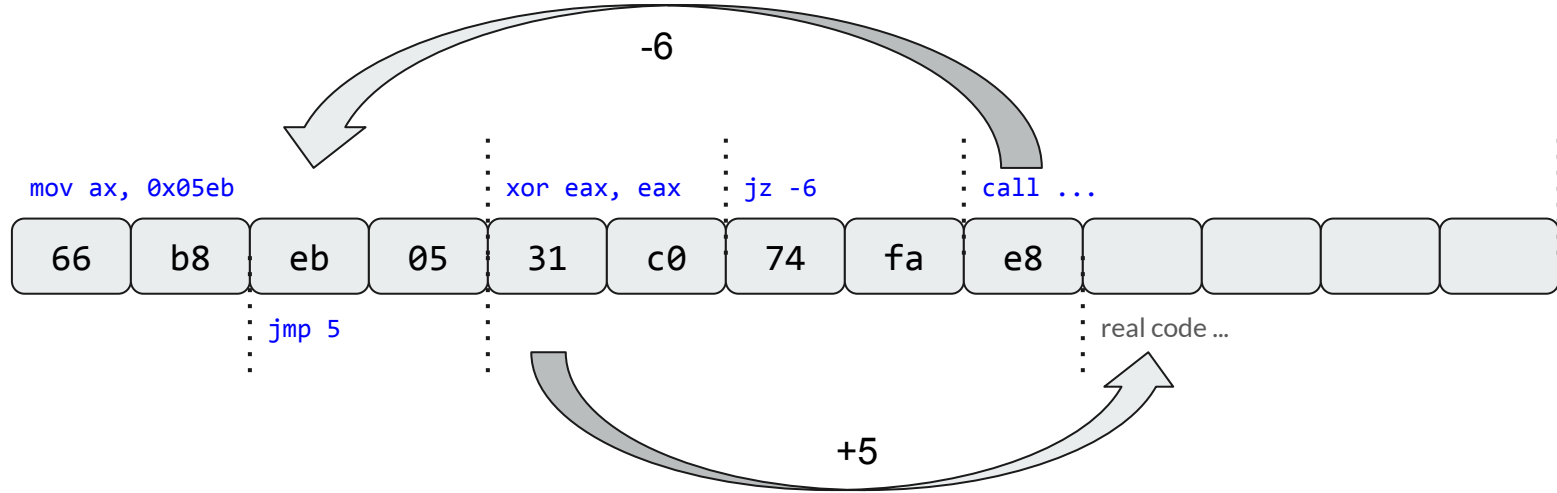 -6
mov ax, 0x05eb
xor eax, eax
jz -6
call ...
66 b8 eb 05 31 c0 74 fa e8
jmp 5
real code ...
+5